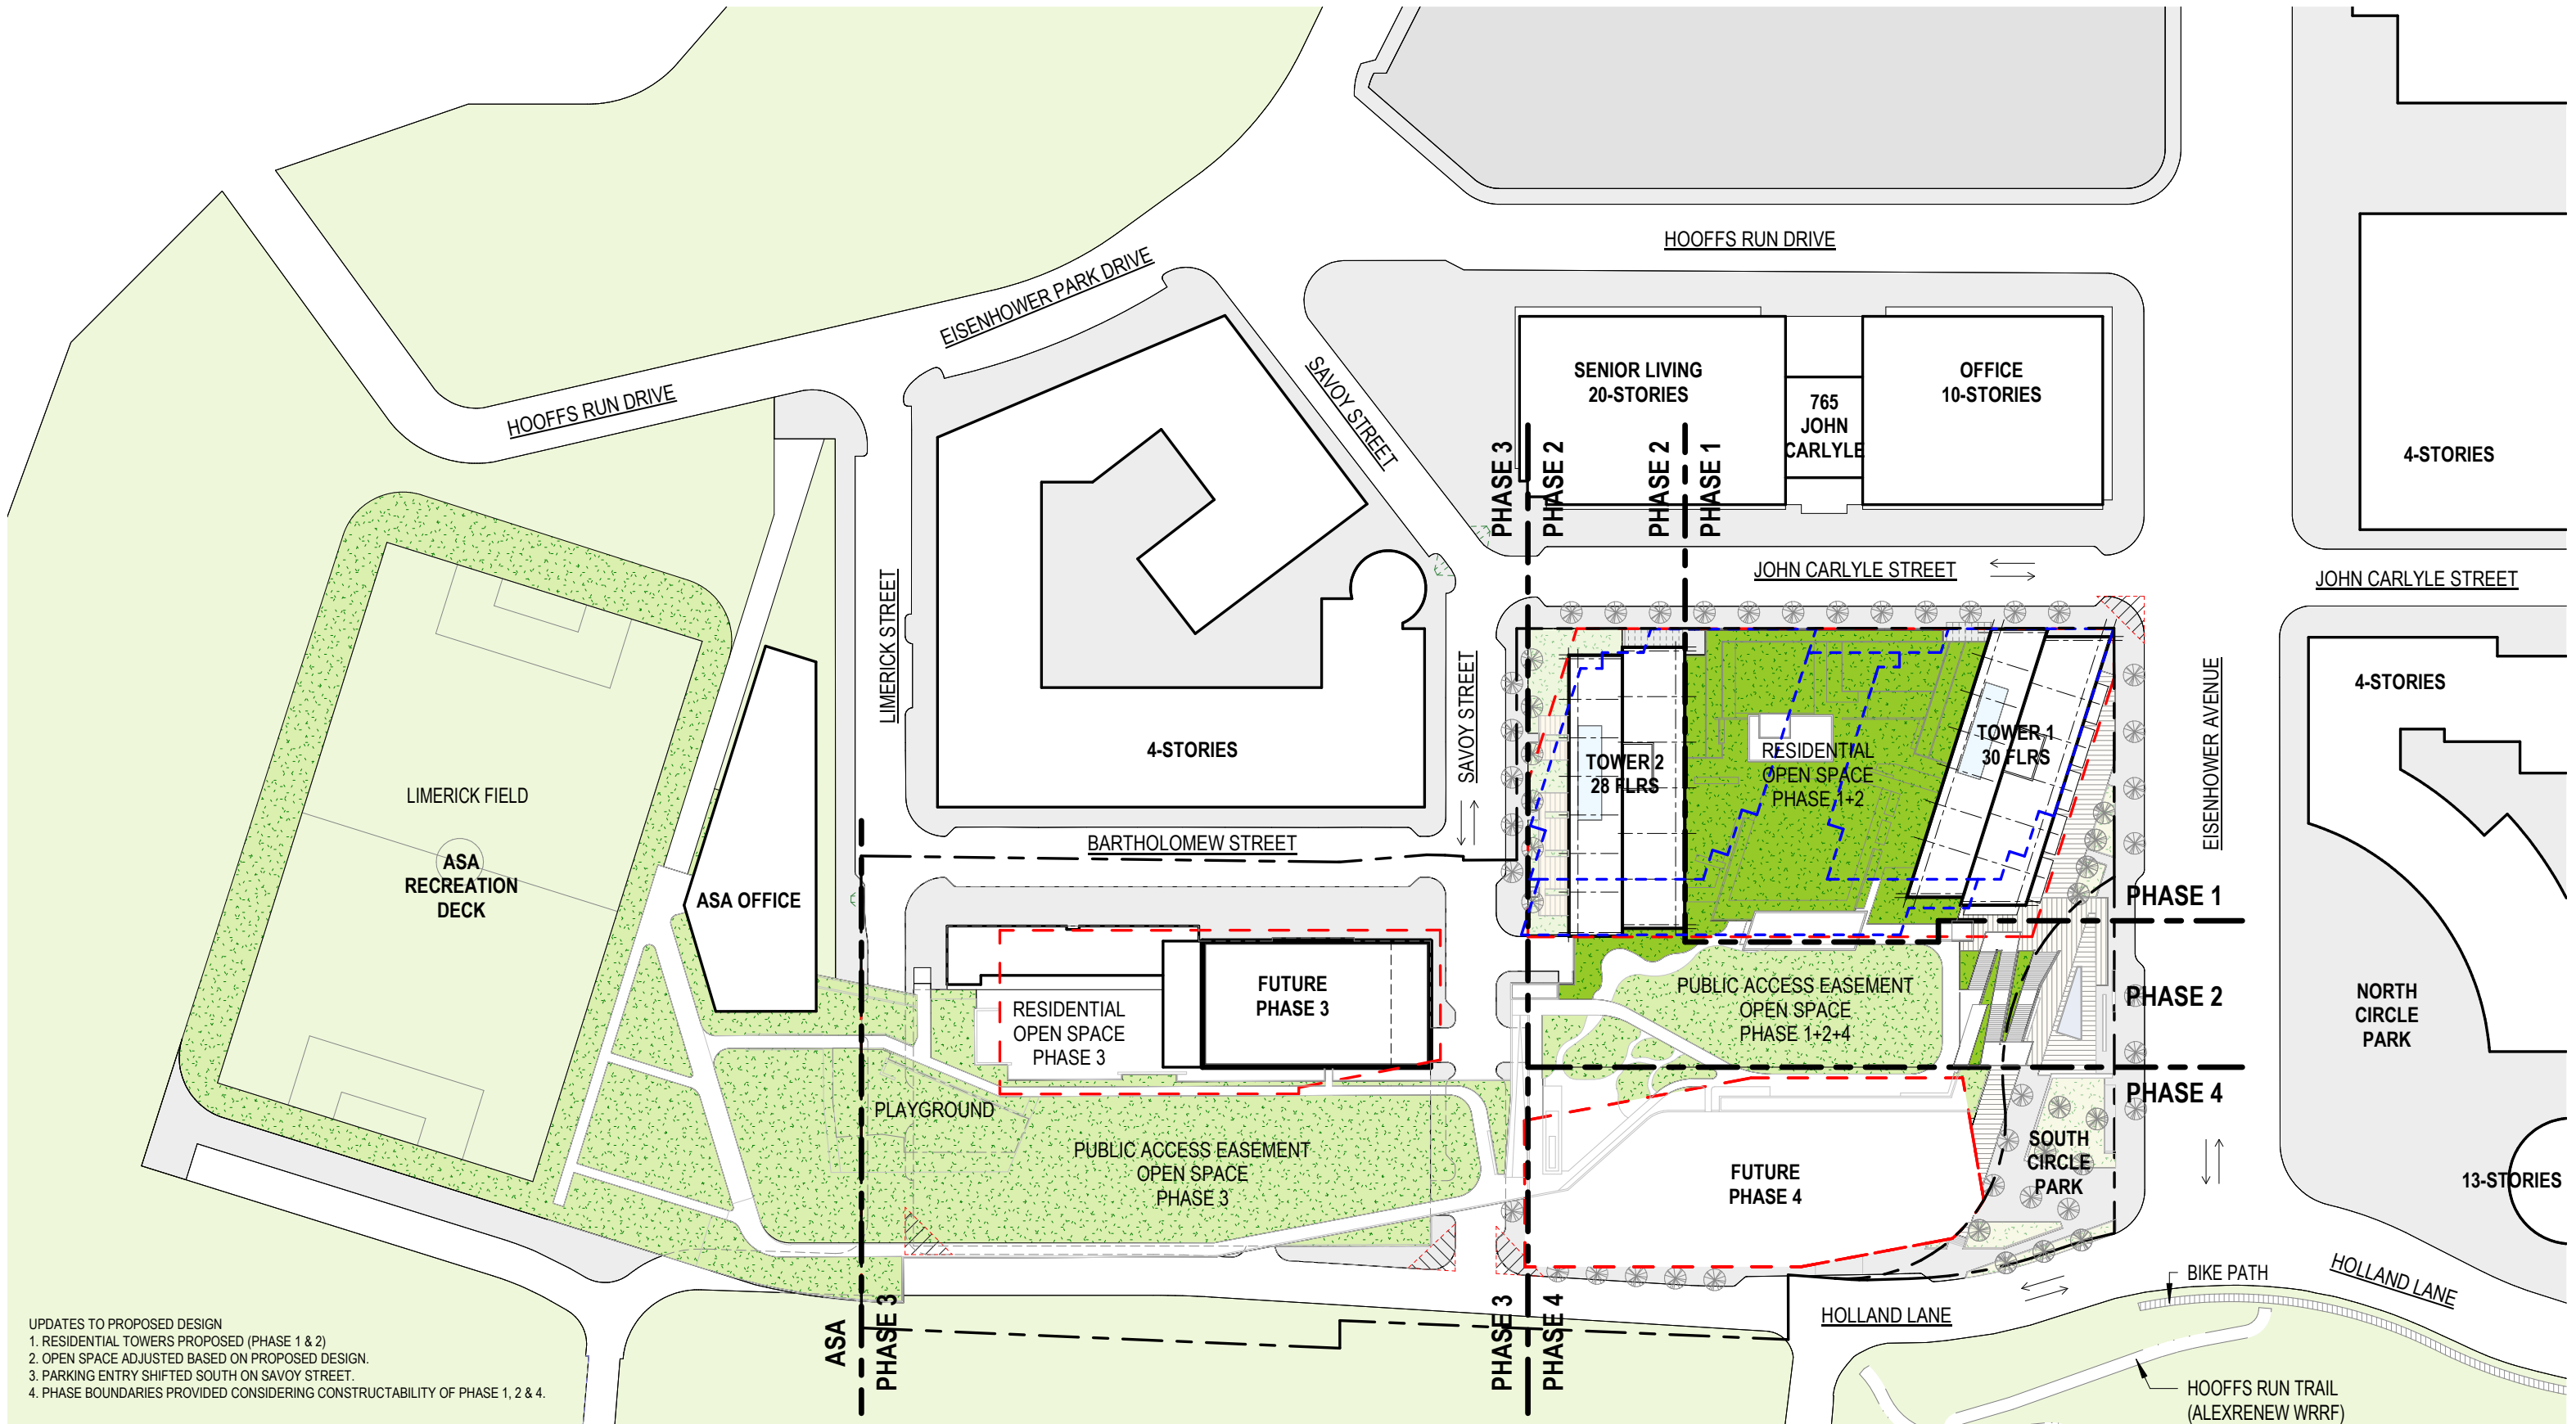 HOOFFS RUN DRIVE
EISENHOWER PARK DRIVE
HOOFFS RUN DRIVE
SAVOY STREET
SENIOR LIVING
20-STORIES
765
JOHN
CARLYLE
OFFICE
10-STORIES
4-STORIES
PHASE 3
PHASE 2
PHASE 2
PHASE 1
JOHN CARLYLE STREET
JOHN CARLYLE STREET
LIMERICK STREET
4-STORIES
SAVOY STREET
TOWER 2
28 FLRS
RESIDENTIAL
OPEN SPACE
PHASE 1+2
TOWER 1
30 FLRS
EISENHOWER AVENUE
4-STORIES
LIMERICK FIELD
ASA
RECREATION
DECK
ASA OFFICE
BARTHOLOMEW STREET
PHASE 1
PHASE 2
PHASE 4
FUTURE
PHASE 3
RESIDENTIAL
OPEN SPACE
PHASE 3
PUBLIC ACCESS EASEMENT
OPEN SPACE
PHASE 1+2+4
NORTH
CIRCLE
PARK
PLAYGROUND
PUBLIC ACCESS EASEMENT
OPEN SPACE
PHASE 3
FUTURE
PHASE 4
SOUTH
CIRCLE
PARK
13-STORIES
BIKE PATH
HOLLAND LANE
HOLLAND LANE
ASA
PHASE 3
PHASE 3
PHASE 4
HOOFFS RUN TRAIL
(ALEXRENEW WRRF)
UPDATES TO PROPOSED DESIGN
1. RESIDENTIAL TOWERS PROPOSED (PHASE 1 & 2)
2. OPEN SPACE ADJUSTED BASED ON PROPOSED DESIGN.
3. PARKING ENTRY SHIFTED SOUTH ON SAVOY STREET.
4. PHASE BOUNDARIES PROVIDED CONSIDERING CONSTRUCTABILITY OF PHASE 1, 2 & 4.